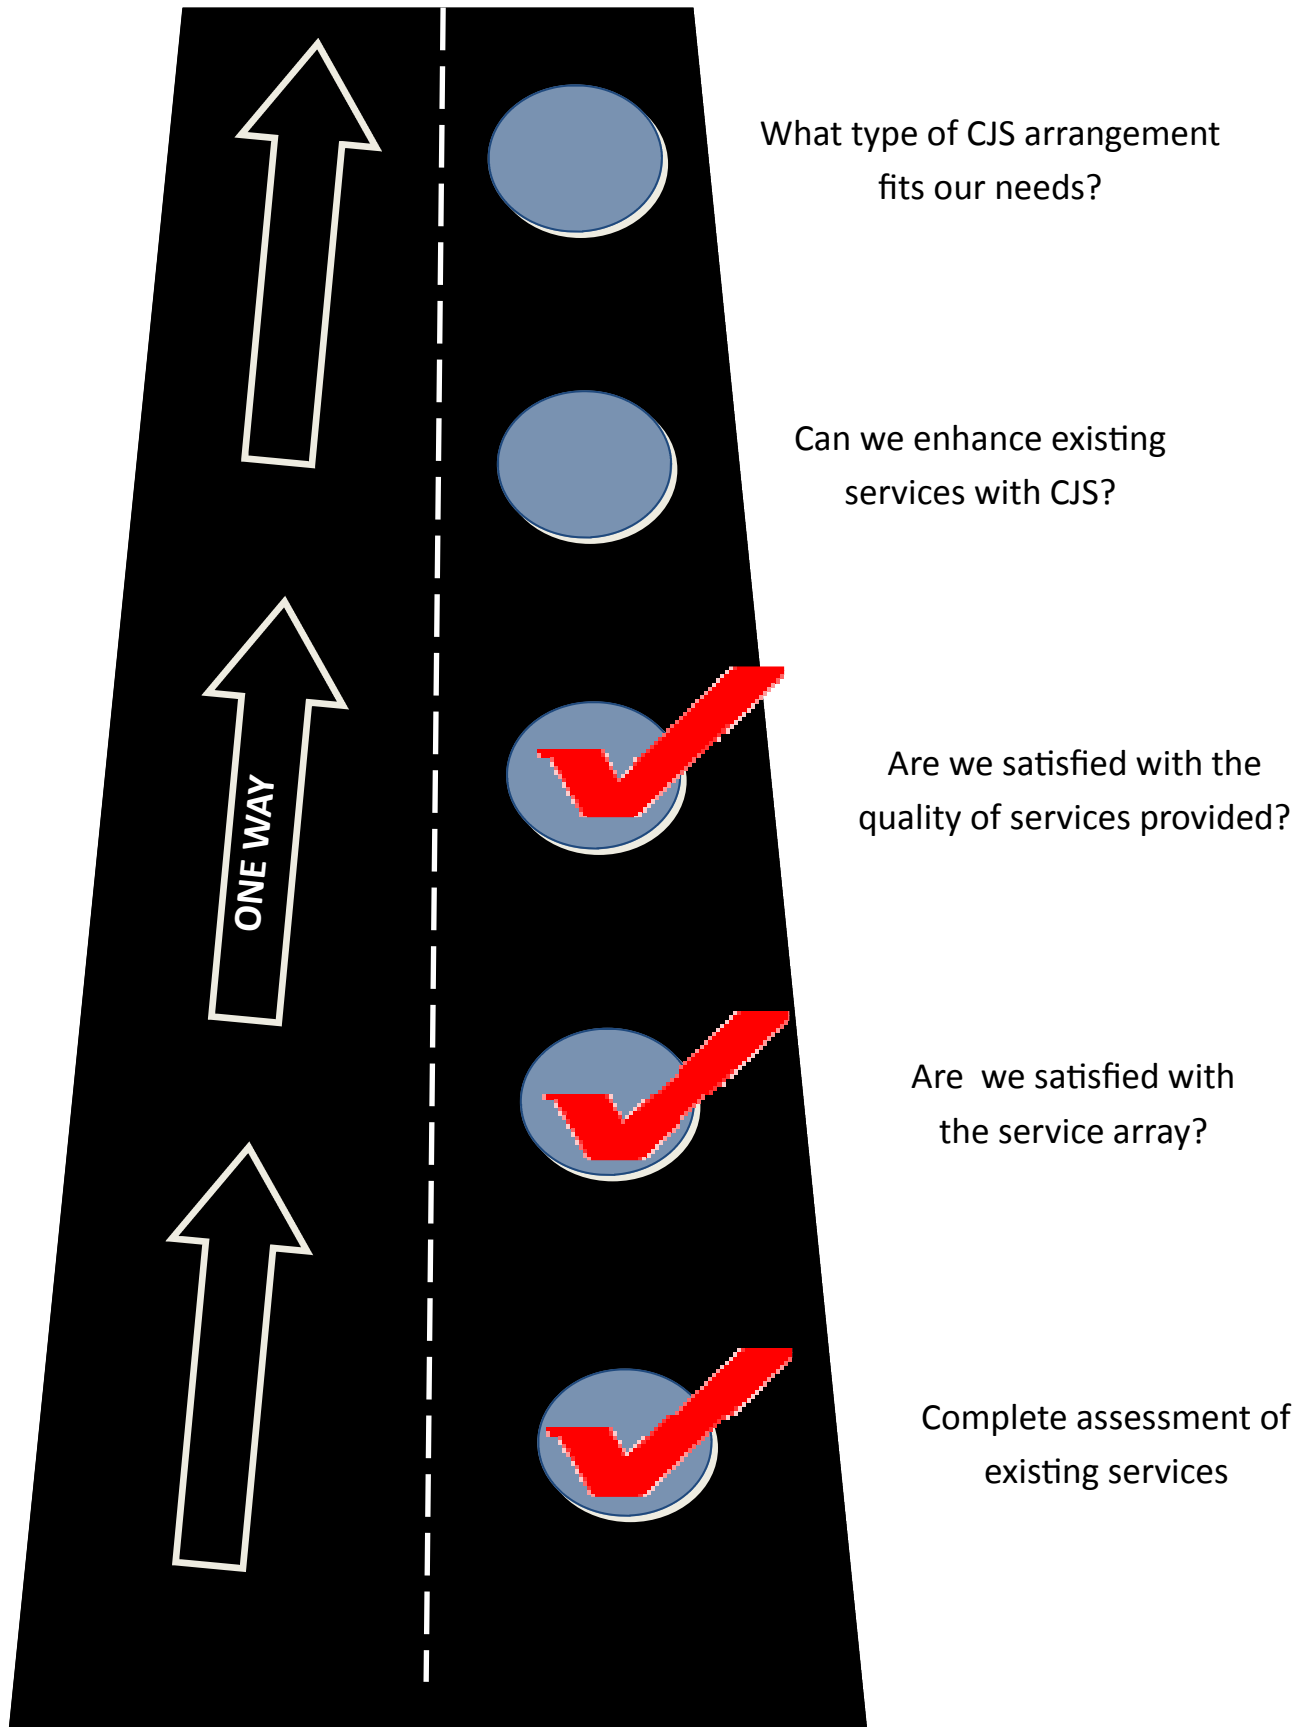 What type of CJS arrangement
fits our needs?
Can we enhance existing
services with CJS?
Are we satisfied with the
quality of services provided?
ONE WAY
Are  we satisfied with
the service array?
Complete assessment of
existing services